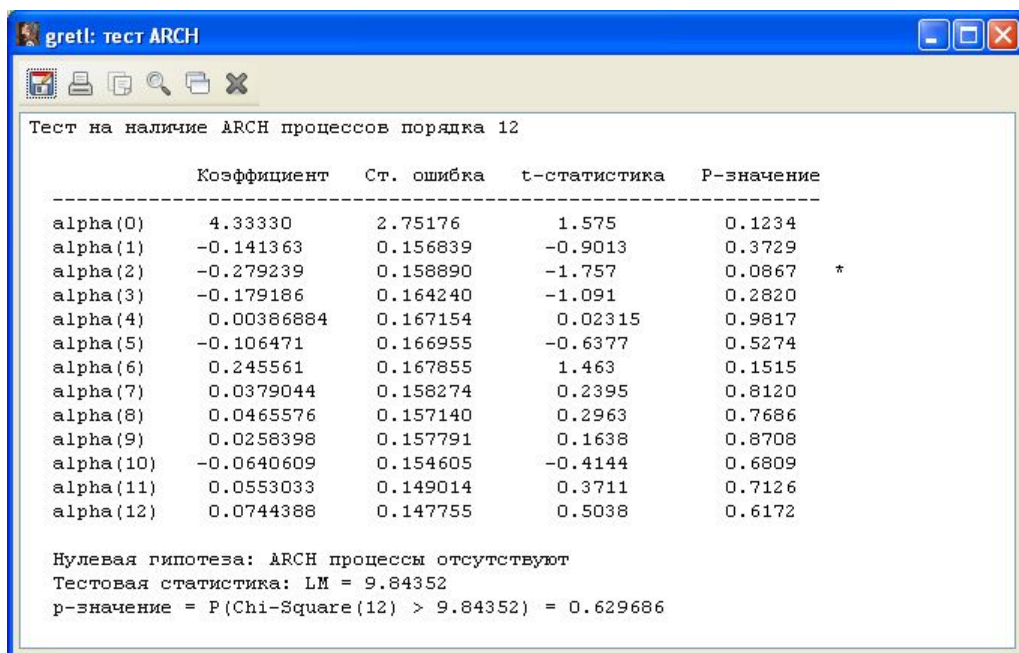 gretl: тест ARCH
Тест на наличие ARCH процессов порядка 12
Коэффициент Ст. ошибка t-статистика P-значение
------------------------------------------------------------------
alpha(0) 4.33330 2.75176 1.575 0.1234
alpha(1) -0.141363 0.156839 -0.9013 0.3729
alpha(2) -0.279239 0.158890 -1.757 0.0867 *
alpha(3) -0.179186 0.164240 -1.091 0.2820
alpha(4) 0.00386884 0.167154 0.02315 0.9817
alpha(5) -0.106471 0.166955 -0.6377 0.5274
alpha(6) 0.245561 0.167855 1.463 0.1515
alpha(7) 0.0379044 0.158274 0.2395 0.8120
alpha(8) 0.0465576 0.157140 0.2963 0.7686
alpha(9) 0.0258398 0.157791 0.1638 0.8708
alpha(10) -0.0640609 0.154605 -0.4144 0.6809
alpha(11) 0.0553033 0.149014 0.3711 0.7126
alpha(12) 0.0744388 0.147755 0.5038 0.6172
Нулевая гипотеза: ARCH процессы отсутствуют
Тестовая статистика: LM = 9.84352
р-значение = P(Chi-Square(12) > 9.84352) = 0.629686